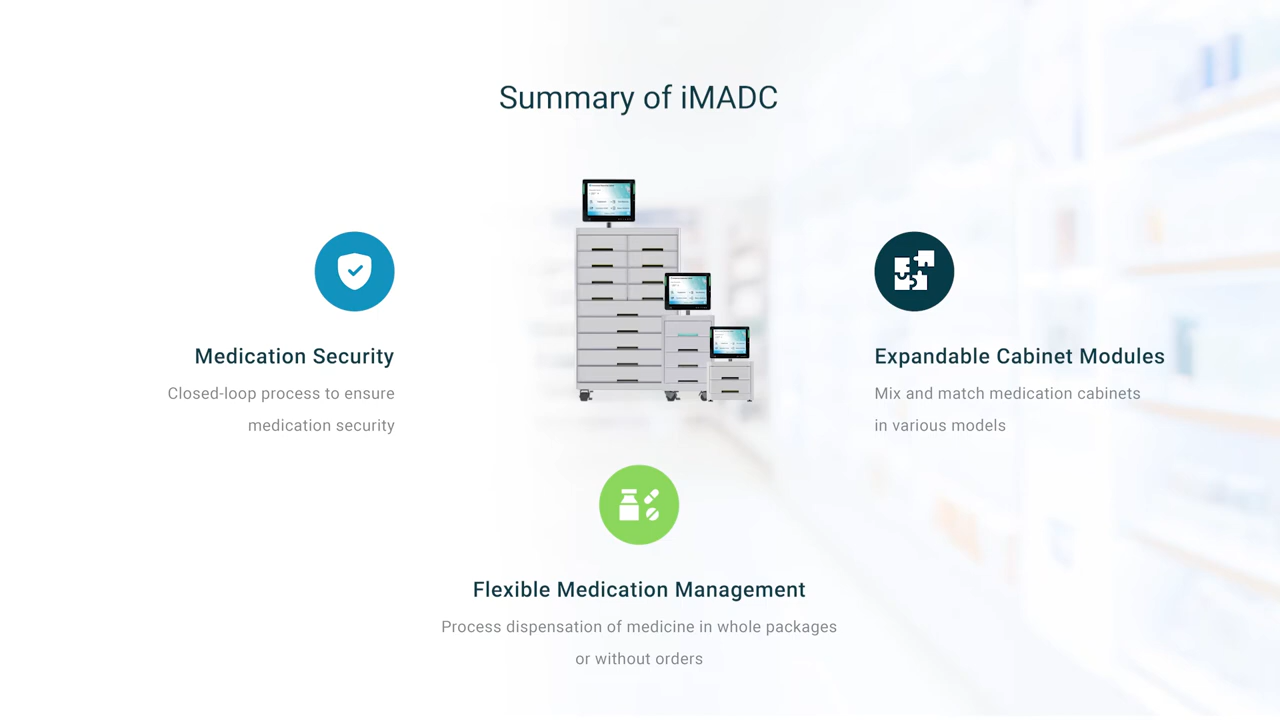 Summary of iMADC
Medication Security
Closed-loop process to ensure
medication security
Expandable Cabinet Modules
Mix and match medication cabinets
in various models
Flexible Medication Management
Process dispensation of medicine in whole packages
or without orders